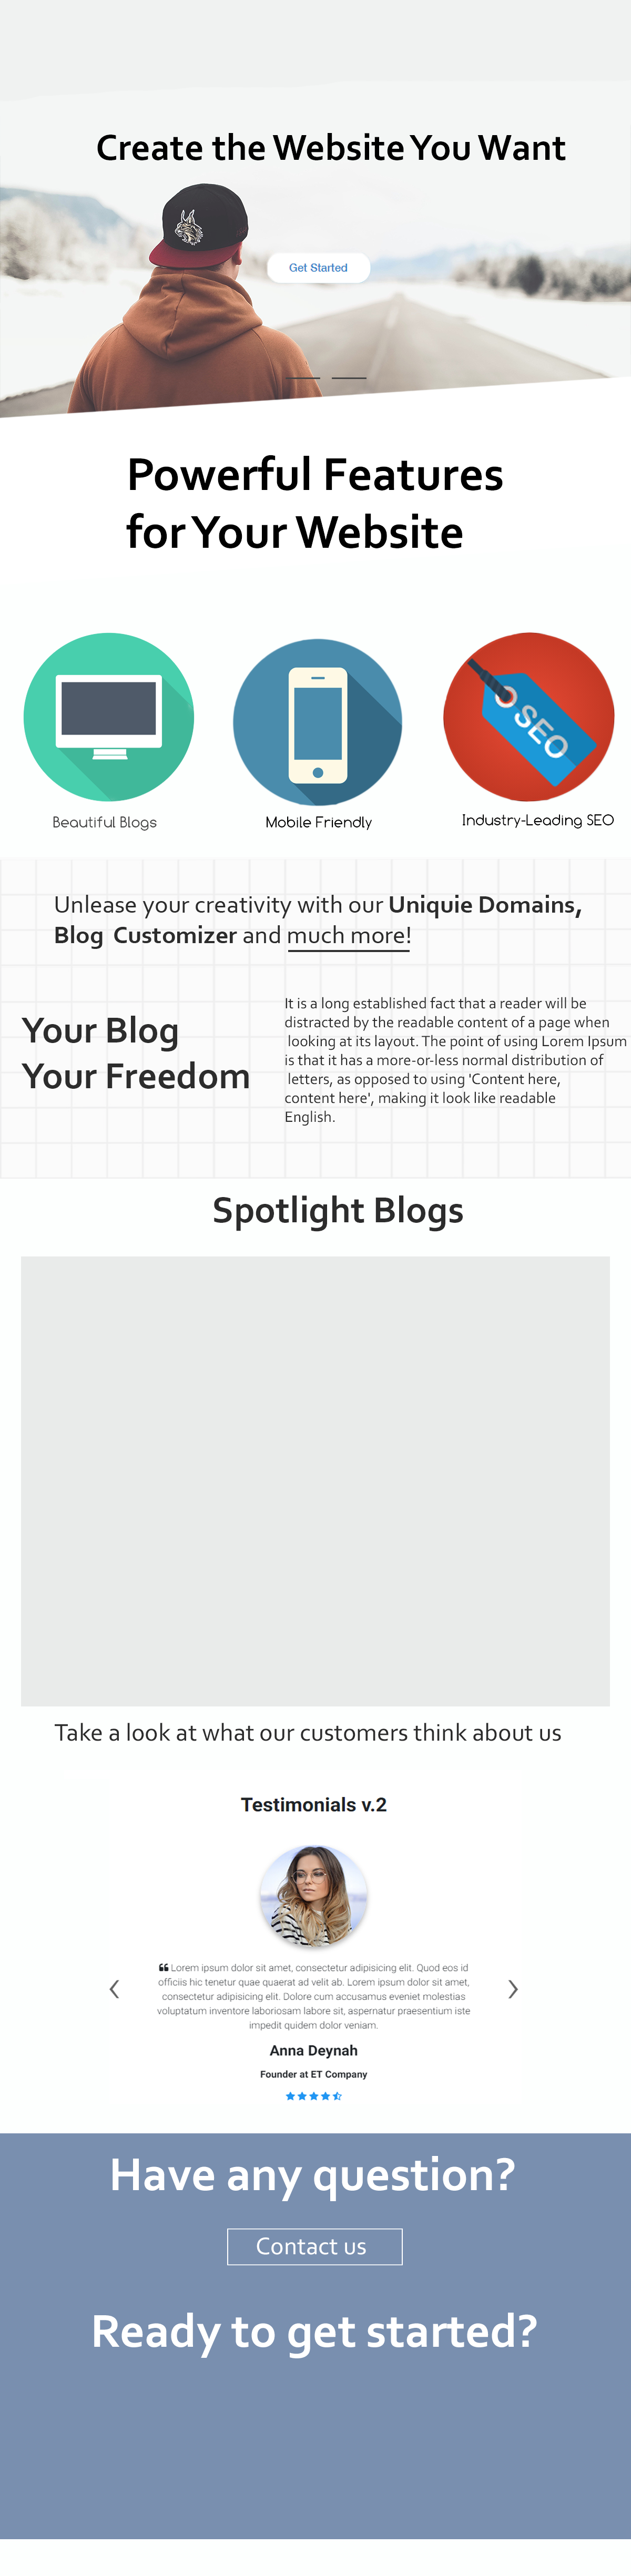 Create the Website You Want
Get Started
Powerful Features
for Your Website
SEO
Beautiful Blogs
Mobile Friendly
Industry-Leading SEO
Unlease your creativity with our Uniquie Domains,
Blog Customizer and much more!
Your Blog
Your Freedom
It is a long established fact that a reader will be
distracted by the readable content of a page when
looking at its layout. The point of using Lorem Ipsum
is that it has a more-or-less normal distribution of
letters, as opposed to using 'Content here,
content here', making it look like readable
English.
Spotlight Blogs
Take a look at what our customers think about us
Testimonials v.2
Lorem ipsum dolor sit amet, consectetur adipisicing elit. Quod eos id
officiis hic tenetur quae quaerat ad velit ab. Lorem ipsum dolor sit amet,
consectetur adipisicing elit. Dolore cum accusamus eveniet molestias
voluptatum inventore laboriosam labore sit, aspernatur praesentium iste
impedit quidem dolor veniam.
Anna Deynah
Founder at ET Company
Have any question?
Contact us
Ready to get started?